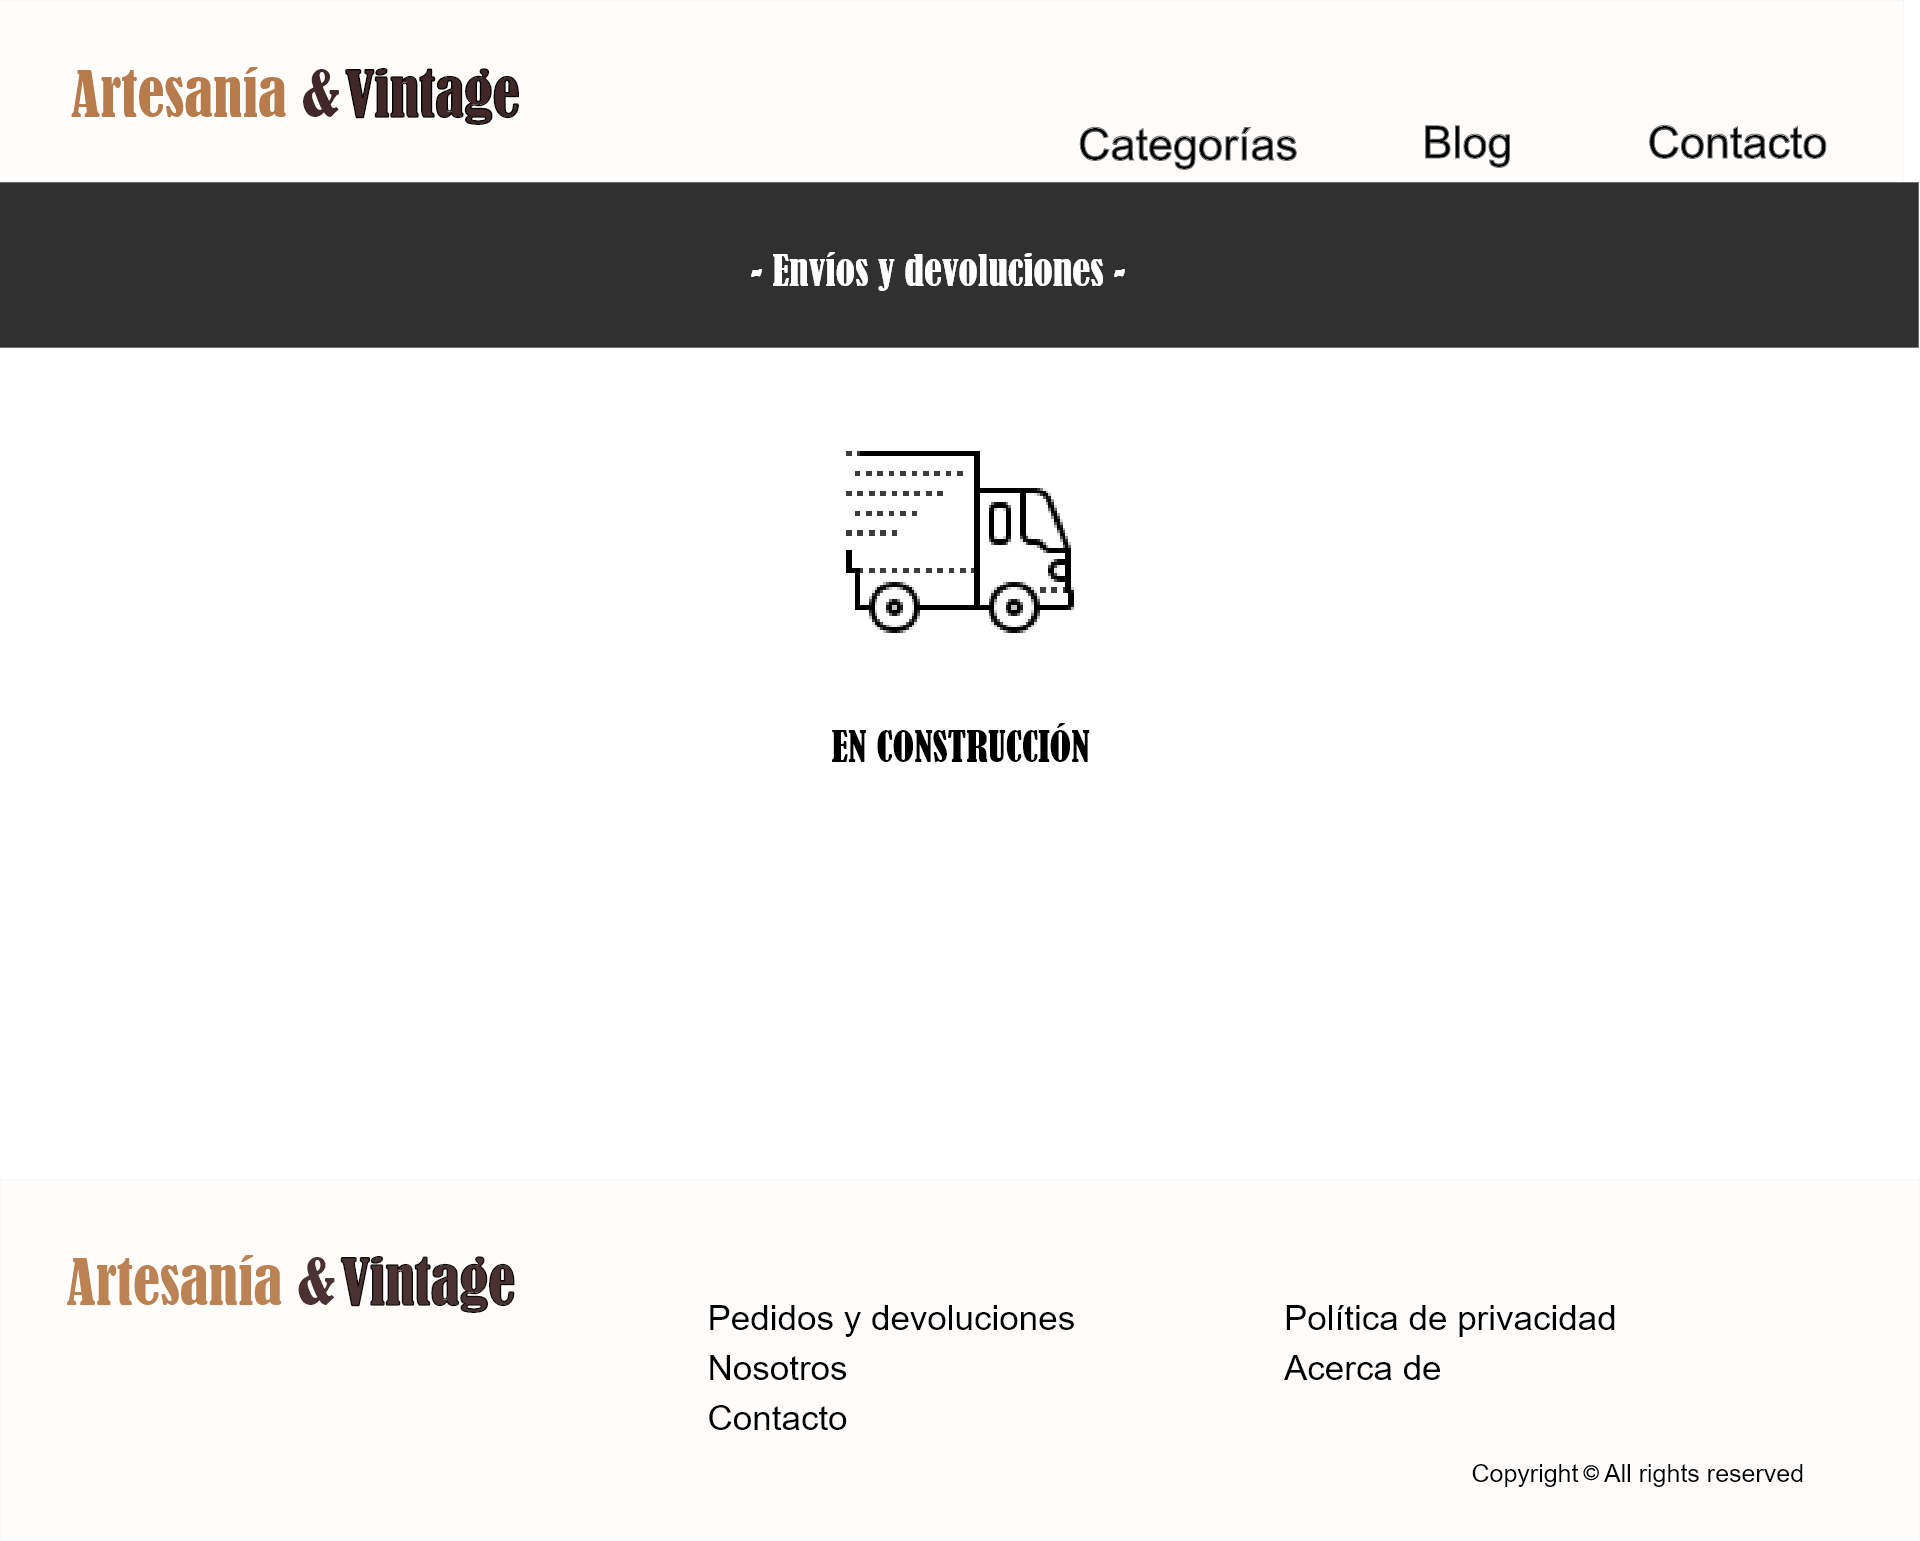 Artesanía & Vintage
Categorías Blog Contacto
- Envíos y devoluciones -
EN CONSTRUCCIÓN
Artesanía & Vintage
Pedidos y devoluciones
Nosotros
Contacto
Política de privacidad
Acerca de
Copyright © All rights reserved